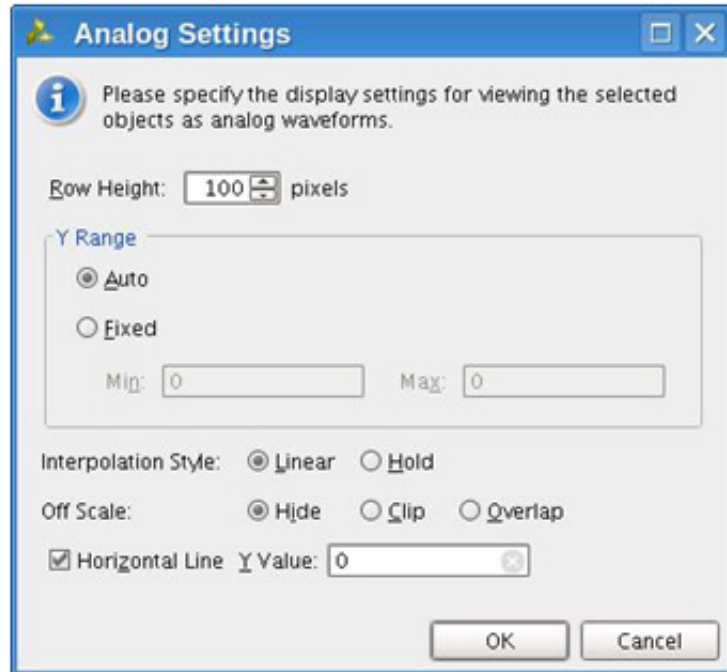 Analog Settings
Please specify the display settings for viewing the selected
objects as analog waveforms.
Row Height: 100 pixels
Y Range
Auto
Fixed
Min: 0 Max: 0
Interpolation Style: Linear Hold
Off Scale: Hide Clip Overlap
Horizontal Line Y Value: 0
OK Cancel